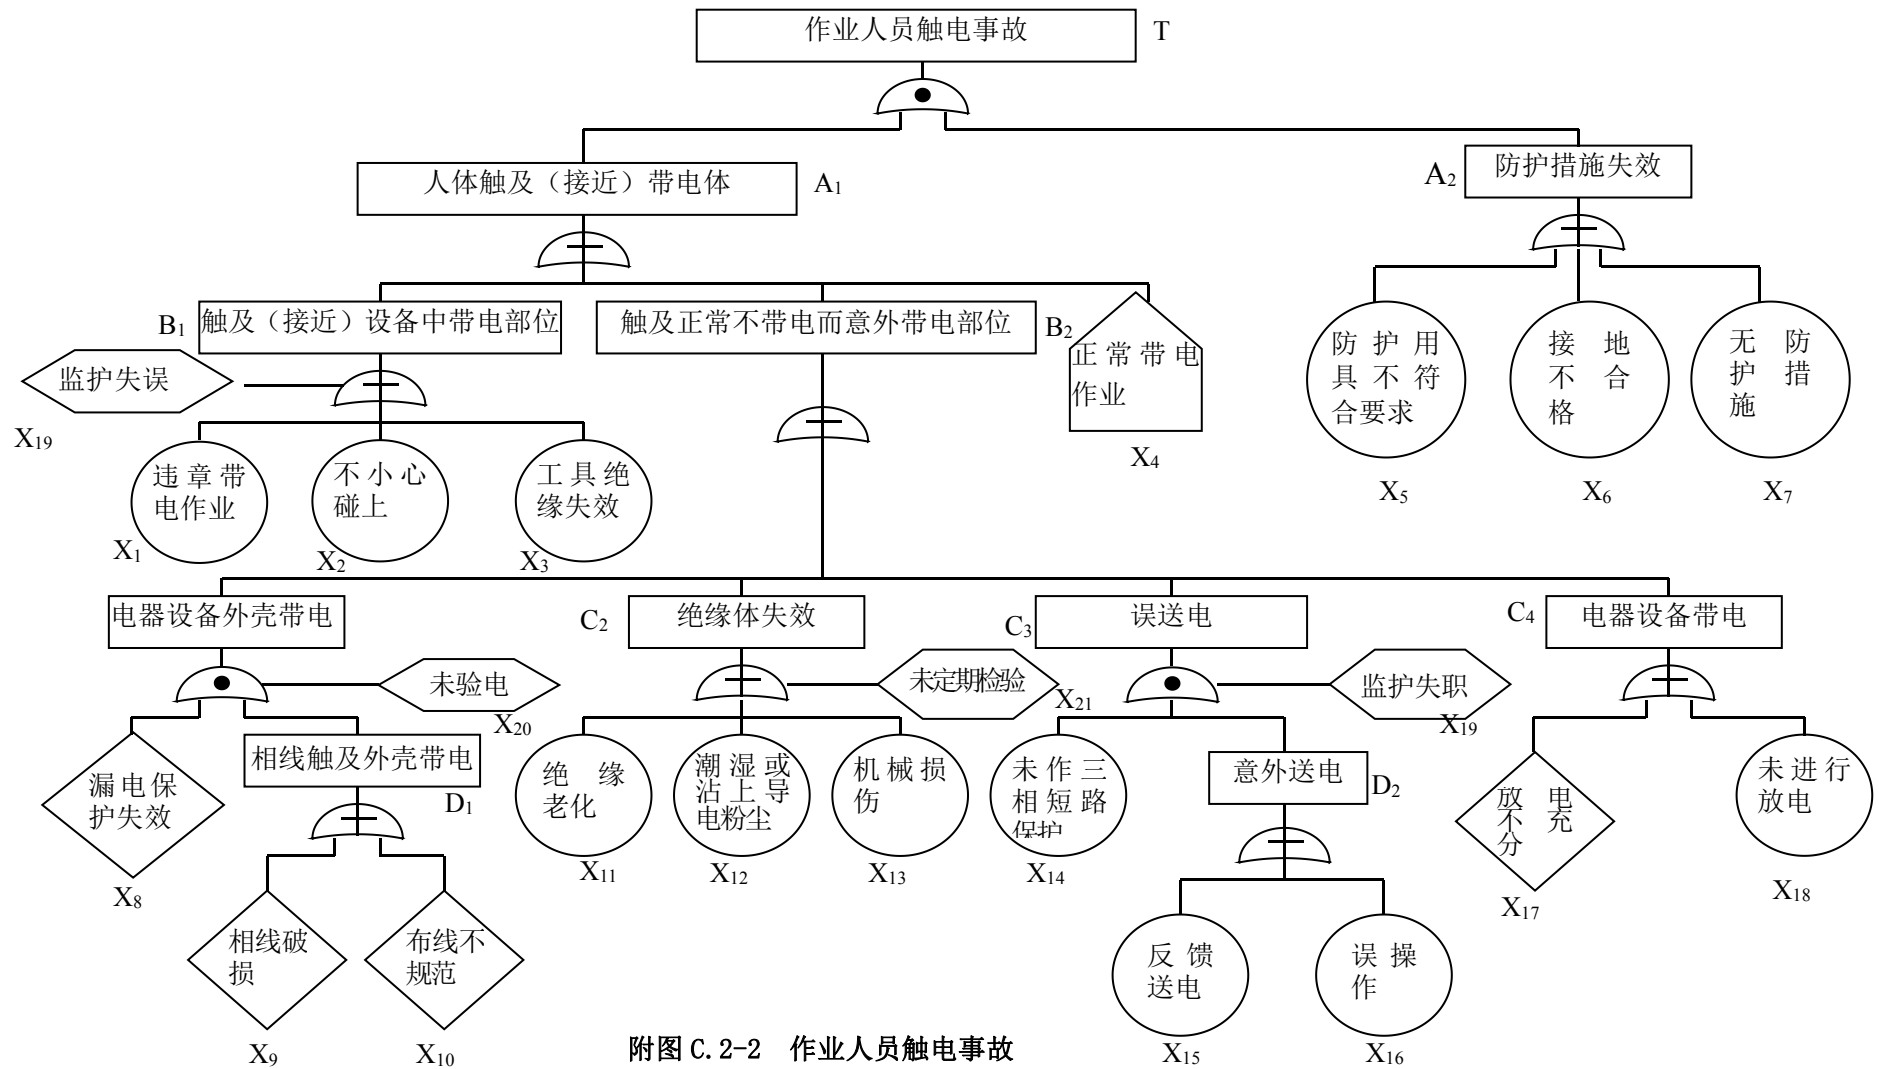 作业人员触电事故 T
人体触及（接近）带电体 A1
A2 防护措施失效
B1 触及（接近）设备中带电部位
触及正常不带电而意外带电部位 B2
正常带电
作业
X4
监护失误
X19
防护用
具不符
合要求
X5
接地
不合
格
X6
无防
护措
施
X7
违章带
电作业
X1
不小心
碰上
X2
工具绝
缘失效
X3
电器设备外壳带电
C2 绝缘体失效
C3 误送电
C4 电器设备带电
未验电
X20
未定期检验
X21
监护失职
X19
漏电保
护失效
X8
相线触及外壳带电
D1
绝缘
老化
X11
潮湿或
沾上导
电粉尘
X12
机械损
伤
X13
未作三
相短路
保护
X14
意外送电
D2
放电
不充
分
X17
未进行
放电
X18
相线破
损
X9
布线不
规范
X10
反馈
送电
X15
误操
作
X16
附图 C.2-2 作业人员触电事故